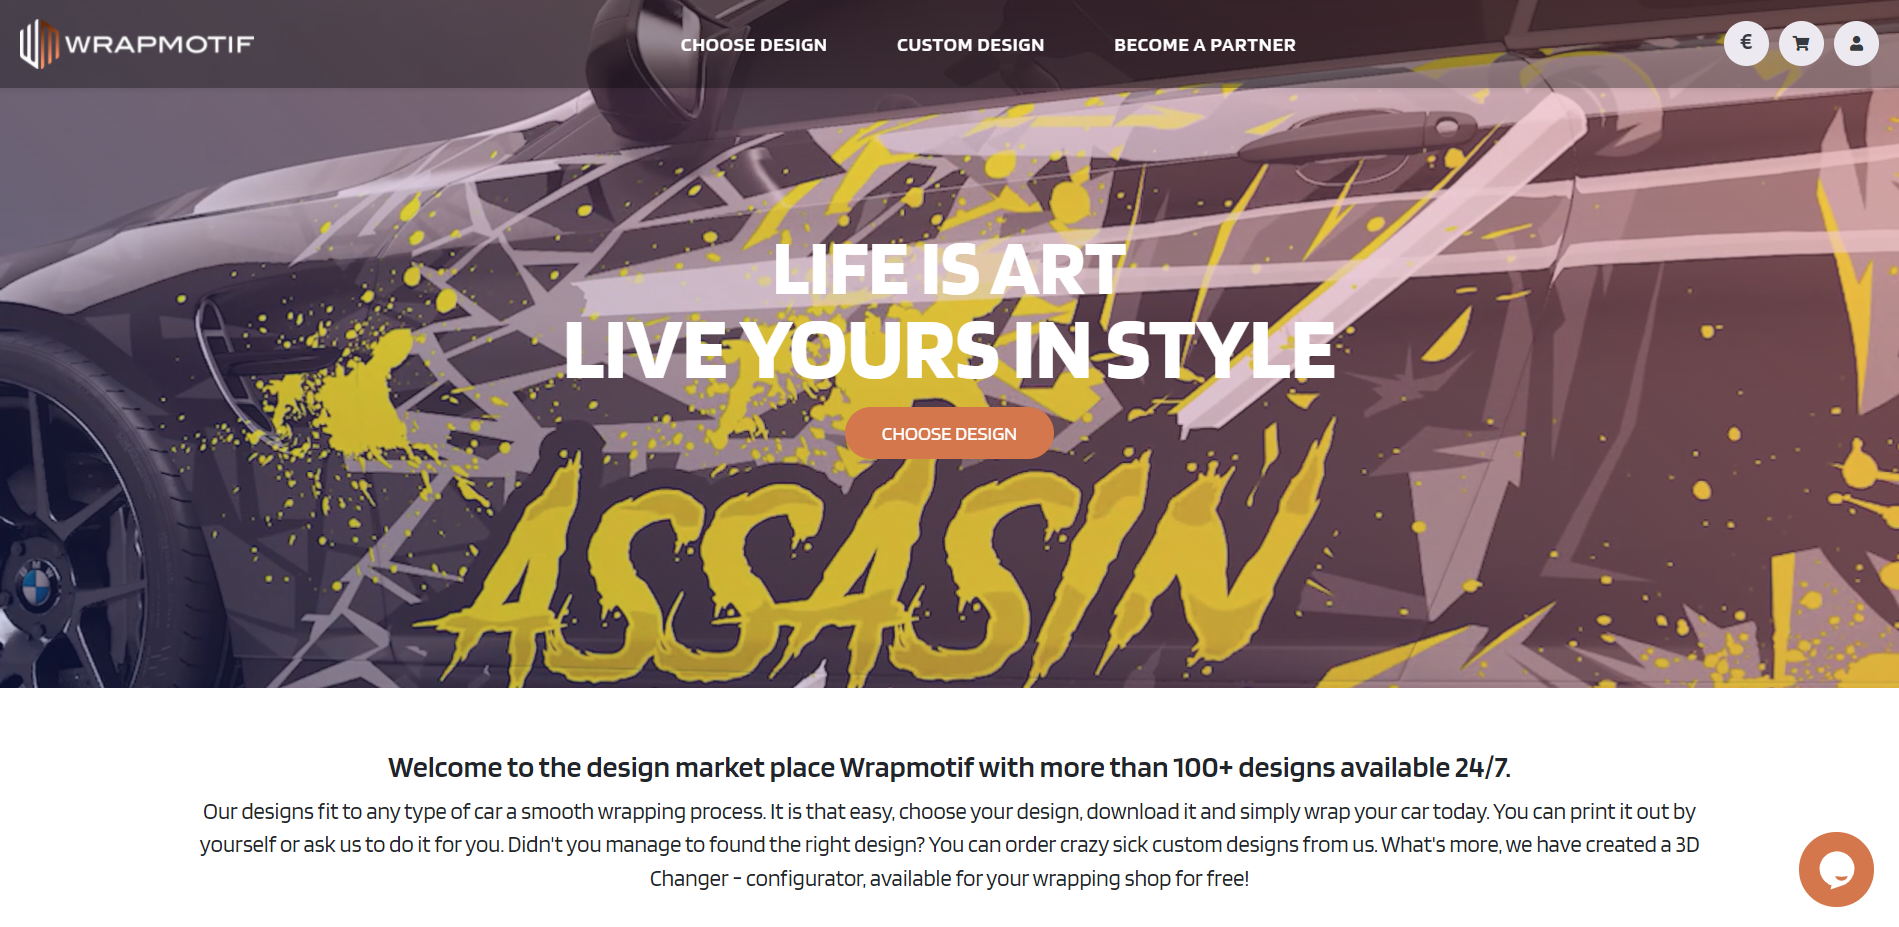 WRAPMOTIF
CHOOSE DESIGN
CUSTOM DESIGN
BECOME A PARTNER
€
LIFE IS ART
LIVE YOURS IN STYLE
CHOOSE DESIGN
ASSASIN
BMW
Welcome to the design market place Wrapmotif with more than 100+ designs available 24/7.
Our designs fit to any type of car a smooth wrapping process. It is that easy, choose your design, download it and simply wrap your car today. You can print it out by
yourself or ask us to do it for you. Didn't you manage to found the right design? You can order crazy sick custom designs from us. What's more, we have created a 3D
Changer - configurator, available for your wrapping shop for free!